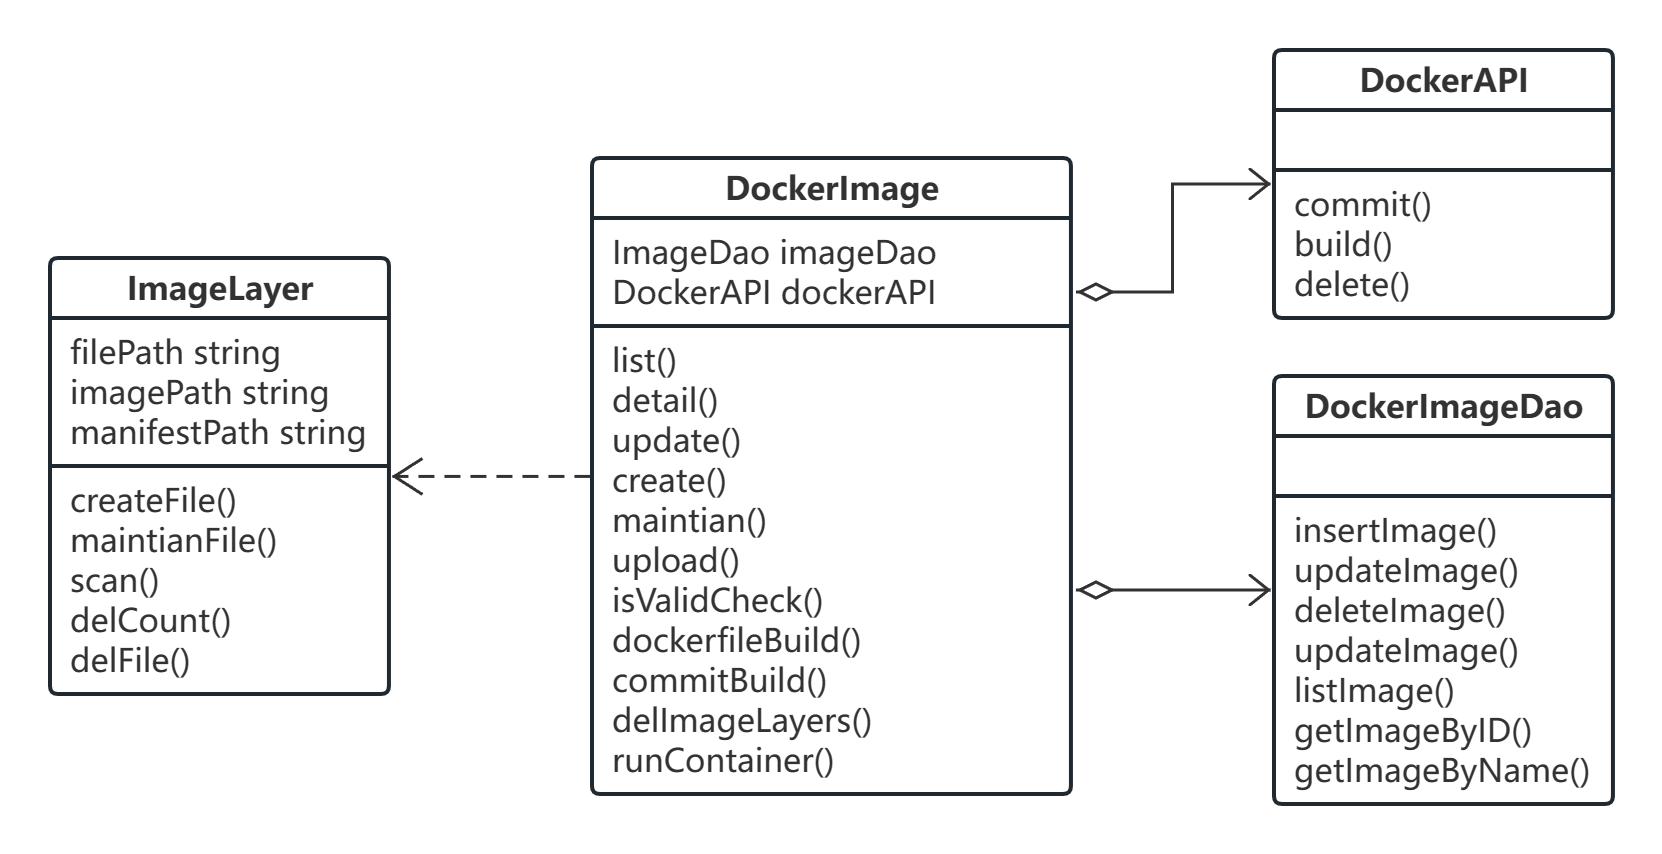 ImageLayer
filePath string
imagePath string
manifestPath string
createFile()
maintianFile()
scan()
delCount()
delFile()
DockerImage
ImageDao imageDao
DockerAPI dockerAPI
list()
detail()
update()
create()
maintian()
upload()
isValidCheck()
dockerfileBuild()
commitBuild()
delImageLayers()
runContainer()
DockerAPI
commit()
build()
delete()
DockerImageDao
insertImage()
updateImage()
deleteImage()
updateImage()
listImage()
getImageByID()
getImageByName()